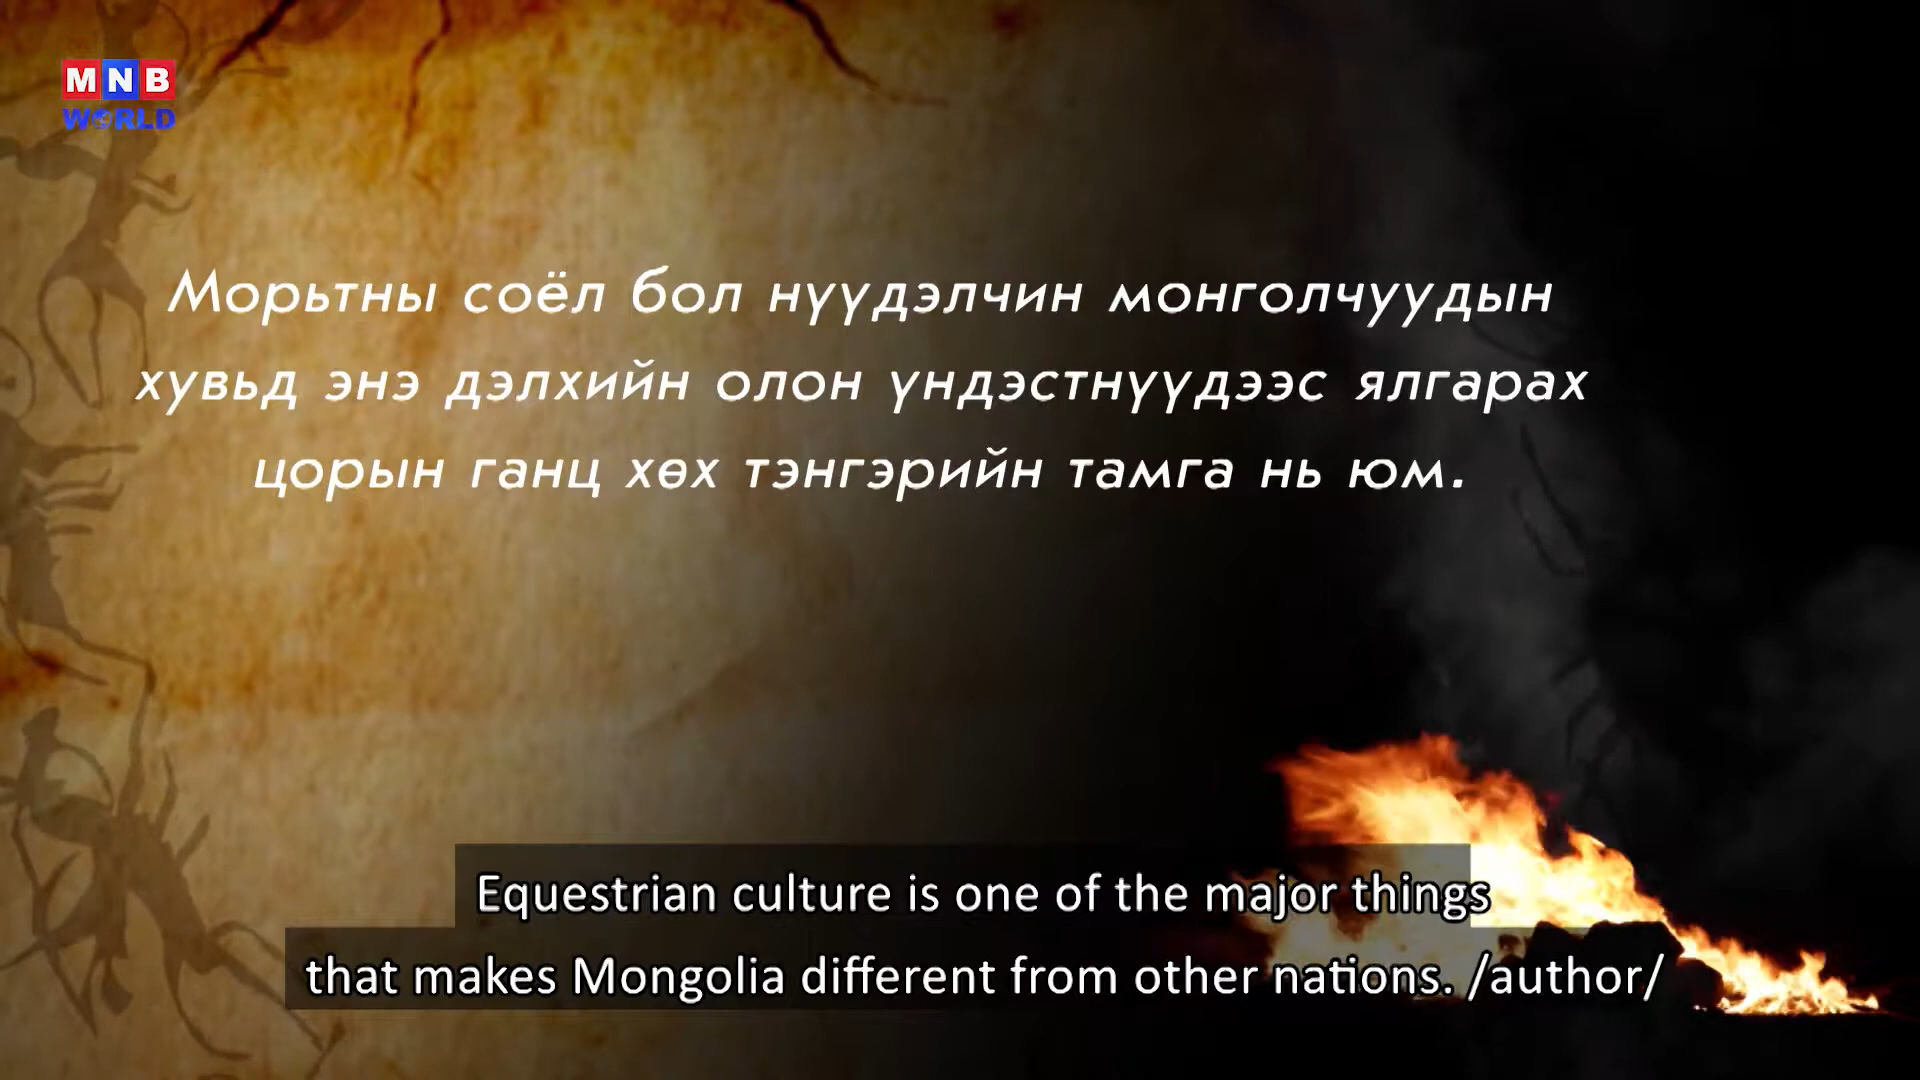 MNB
WORLD
Морьтны соёл бол нүүдэлчин монголчуудын
хувьд энэ дэлхийн олон үндэстнүүдээс ялгарах
цорын ганц хөх тэнгэрийн тамга нь юм.
Equestrian culture is one of the major things
that makes Mongolia different from other nations. /author/